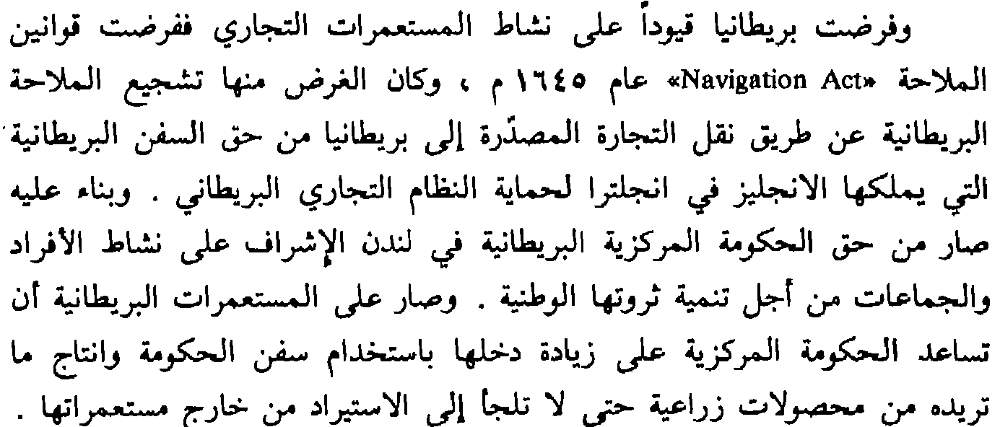 وفرضت بريطانيا قيوداً على نشاط المستعمرات التجاري ففرضت قوانين
الملاحة «Navigation Act» عام ١٦٤٥ م ، وكان الغرض منها تشجيع الملاحة
البريطانية عن طريق نقل التجارة المصدّرة إلى بريطانيا من حق السفن البريطانية
التي يملكها الانجليز في انجلترا لحماية النظام التجاري البريطاني . وبناء عليه
صار من حق الحكومة المركزية البريطانية في لندن الإشراف على نشاط الأفراد
والجماعات من أجل تنمية ثروتها الوطنية . وصار على المستعمرات البريطانية أن
تساعد الحكومة المركزية على زيادة دخلها باستخدام سفن الحكومة وانتاج ما
تريده من محصولات زراعية حتى لا تلجأ إلى الاستيراد من خارج مستعمراتها .